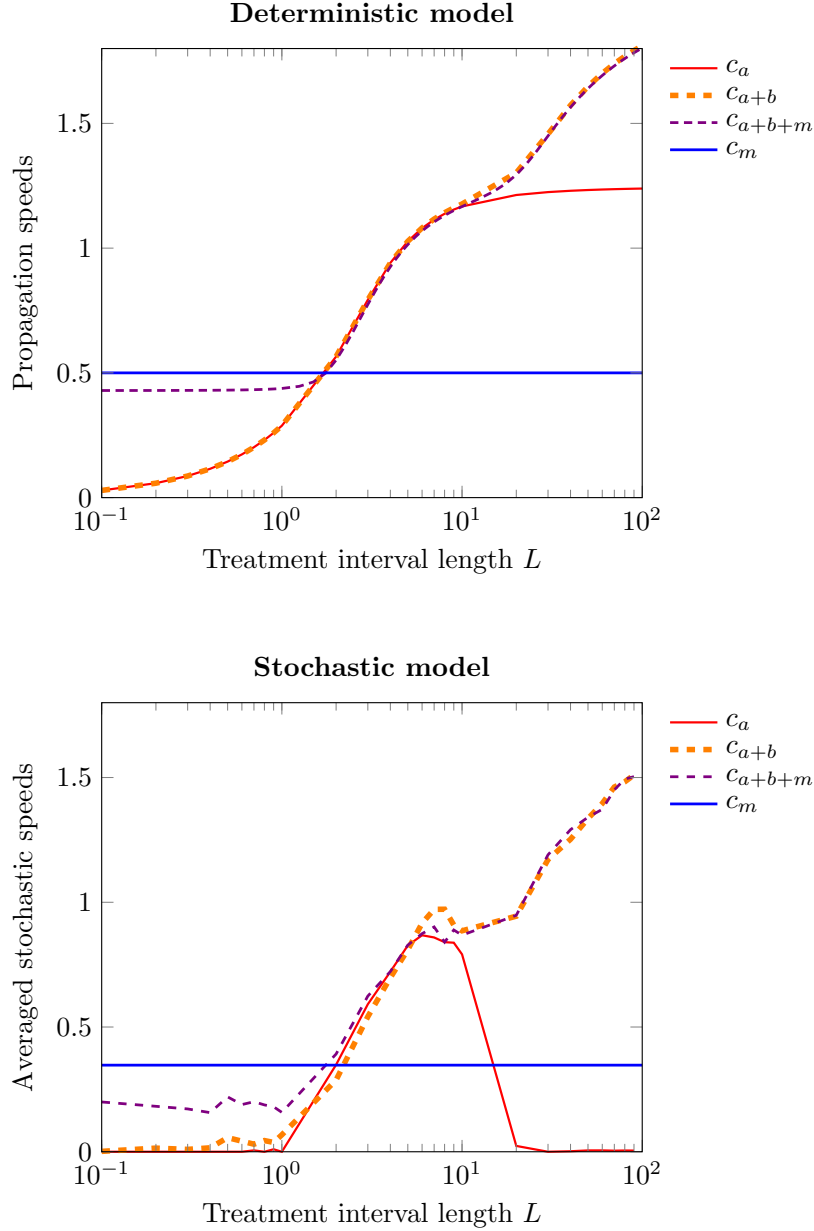 Deterministic model
1.5
1
0.5
0
10^{-1}
10^{0}
10^{1}
10^{2}
Propagation speeds
Treatment interval length L
c_a
c_{a+b}
c_{a+b+m}
c_m
Stochastic model
1.5
1
0.5
0
10^{-1}
10^{0}
10^{1}
10^{2}
Averaged stochastic speeds
Treatment interval length L
c_a
c_{a+b}
c_{a+b+m}
c_m